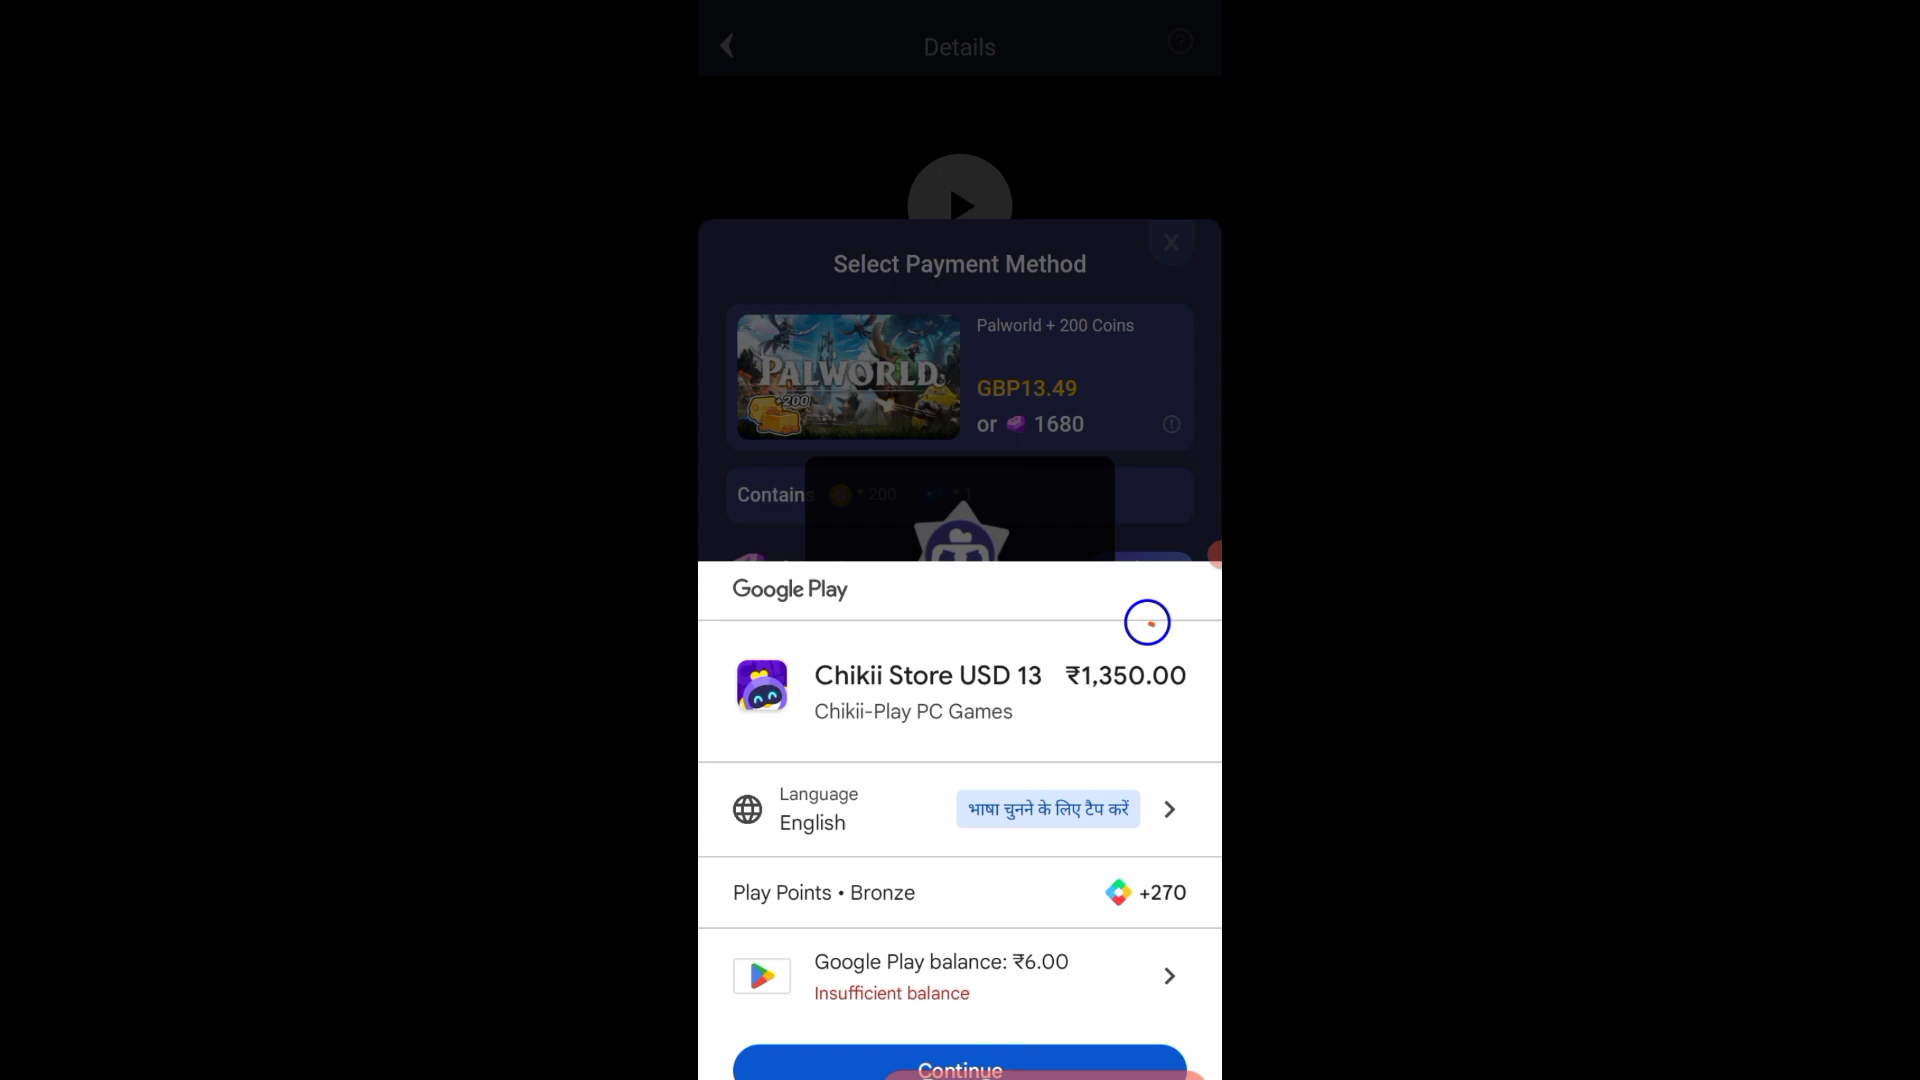 Details
Select Payment Method
PALWORLD
+200
Palworld + 200 Coins
GBP13.49
or 1680
Contains * 200 * 1
Google Play
Chikii Store USD 13 ₹1,350.00
Chikii-Play PC Games
Language
English
भाषा चुनने के लिए टैप करें
Play Points • Bronze +270
Google Play balance: ₹6.00
Insufficient balance
Continue